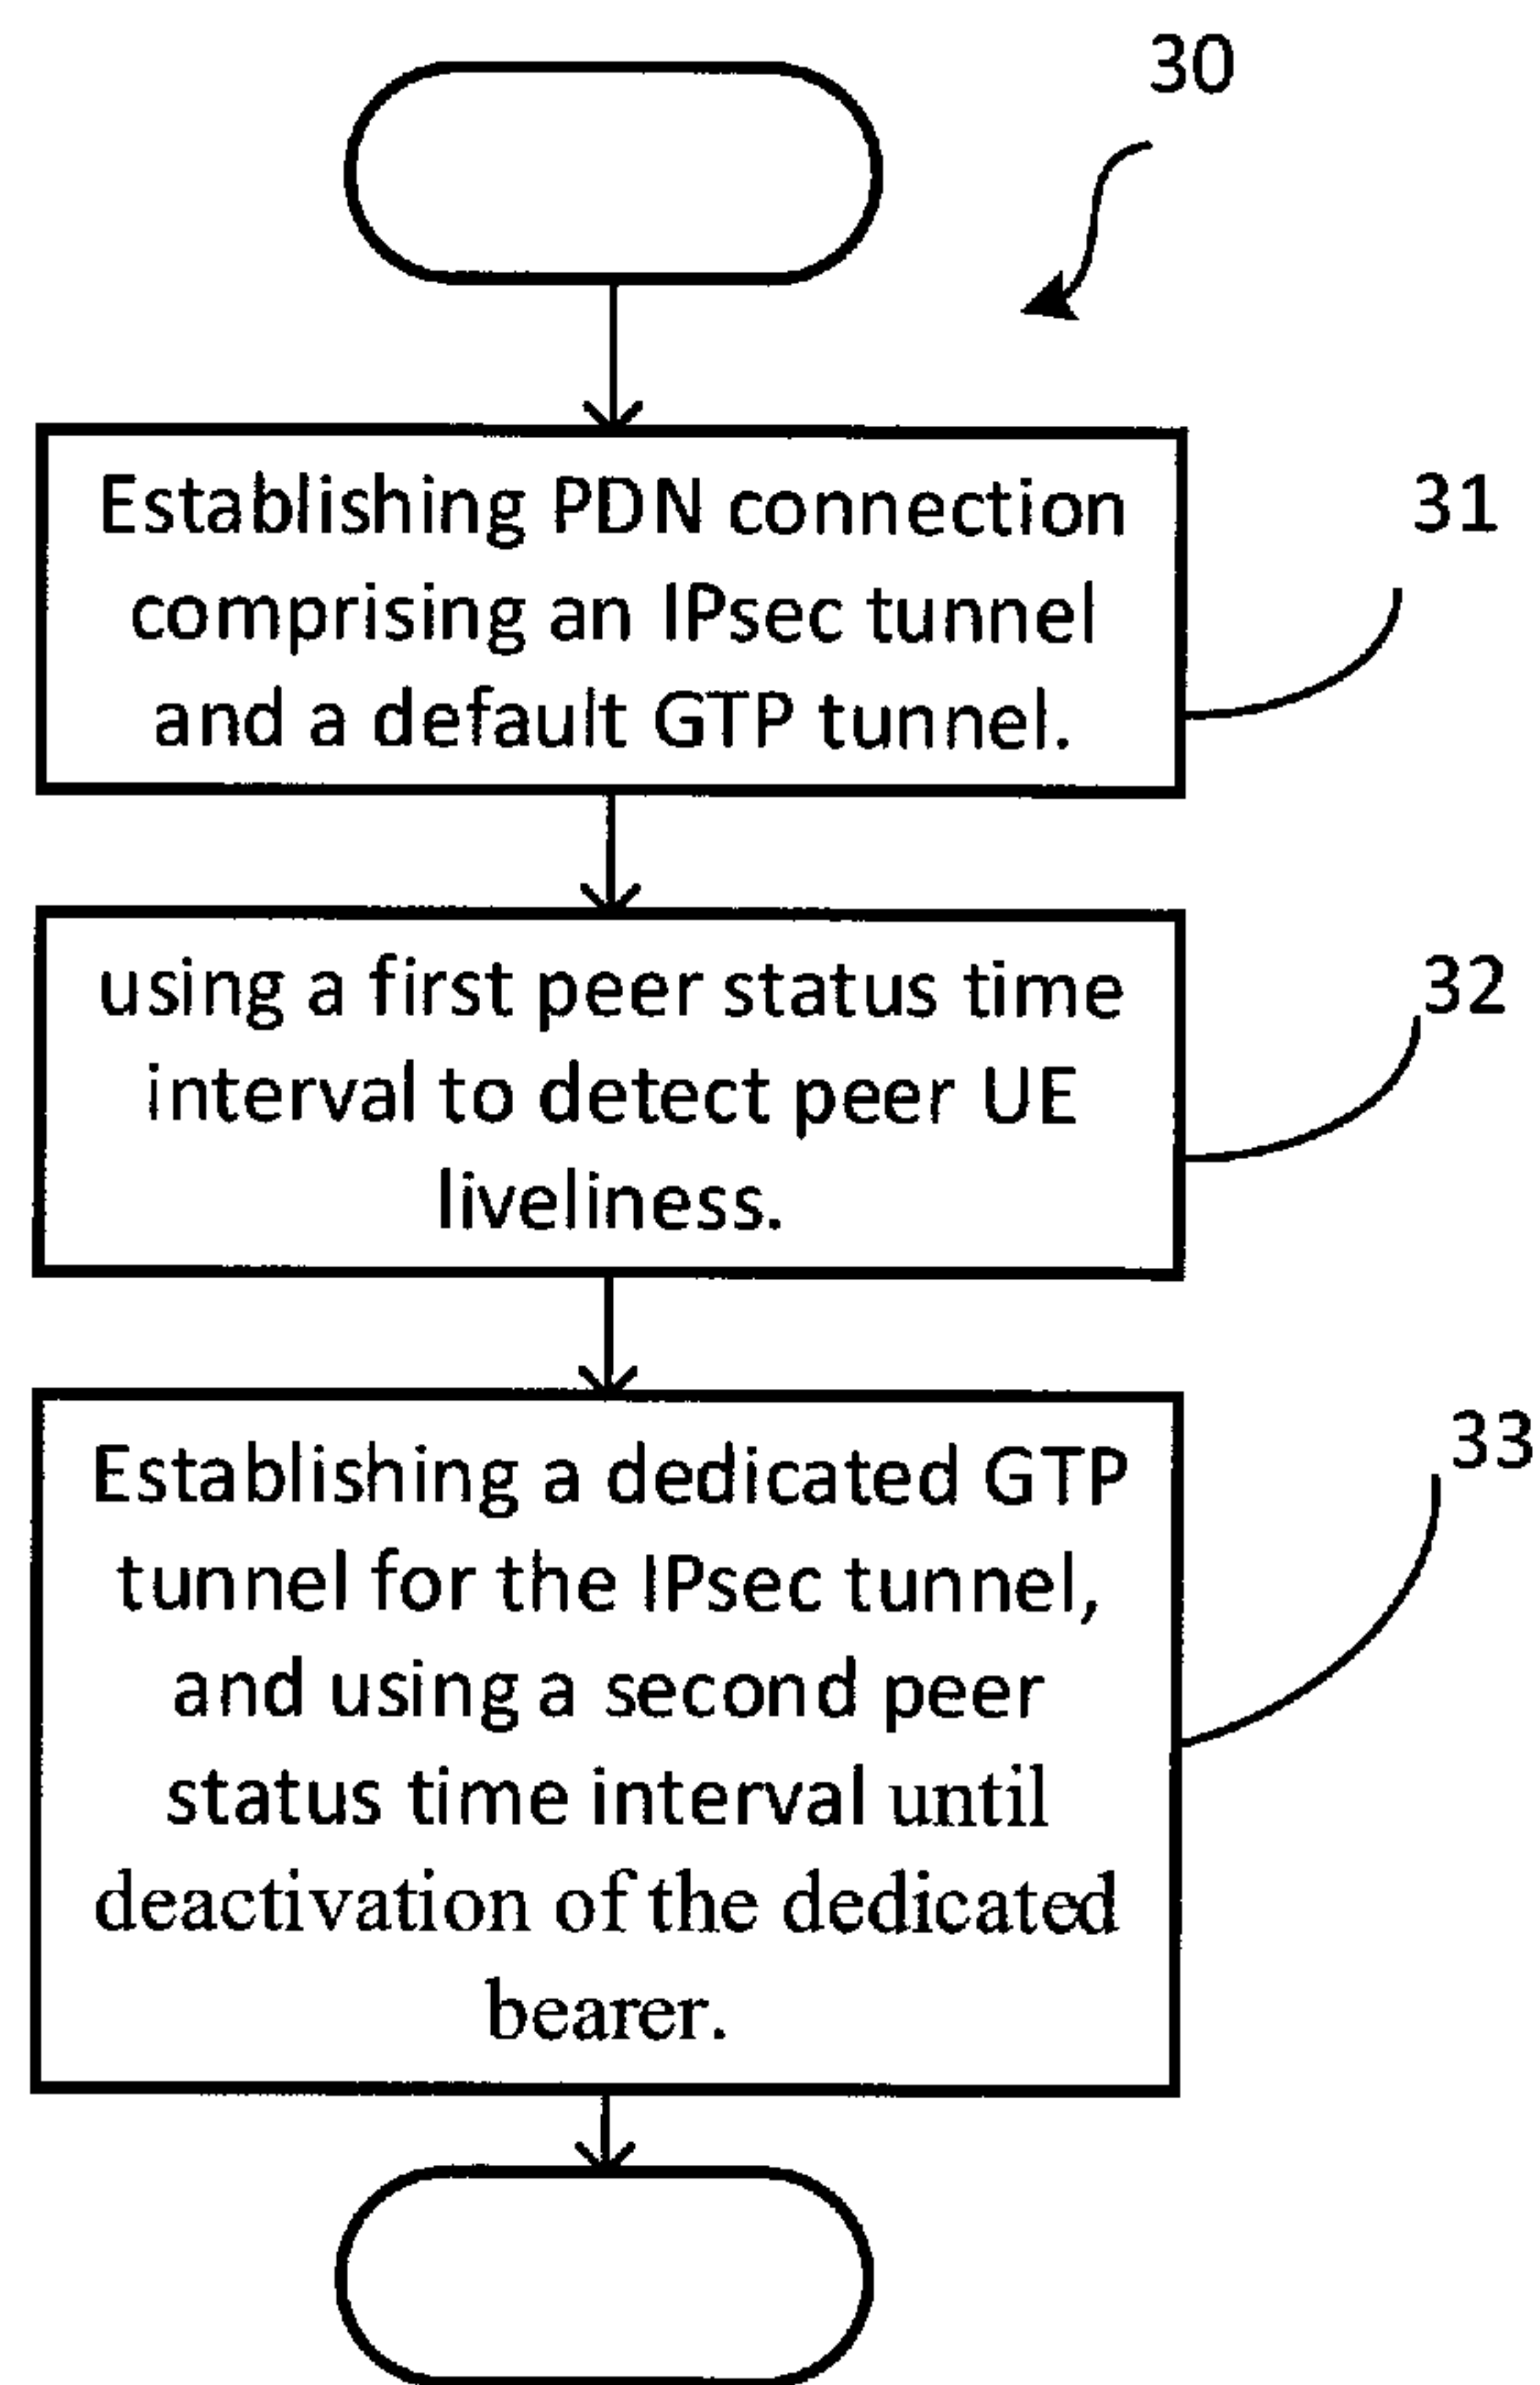 30
Establishing PDN connection
comprising an IPsec tunnel
and a default GTP tunnel.
31
using a first peer status time
interval to detect peer UE
liveliness.
32
Establishing a dedicated GTP
tunnel for the IPsec tunnel,
and using a second peer
status time interval until
deactivation of the dedicated
bearer.
33